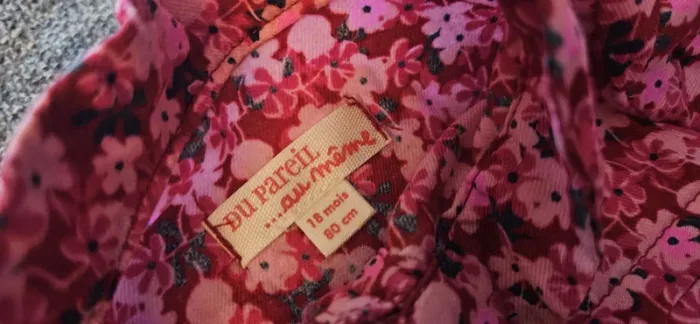 DU PAREIL
...au même
18 mois
80 cm